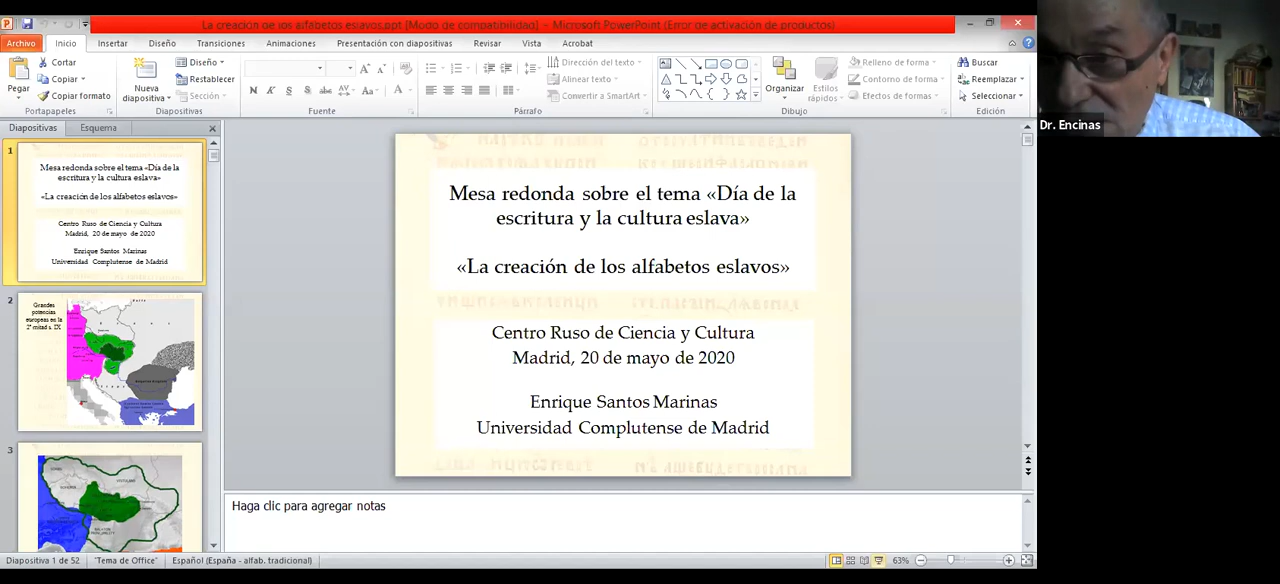 La creación de los alfabetos eslavos.ppt [Modo de compatibilidad] - Microsoft PowerPoint (Error de activación de productos)
Archivo Inicio Insertar Diseño Transiciones Animaciones Presentación con diapositivas Revisar Vista Acrobat
Pegar
Cortar
Copiar
Copiar formato
Portapapeles
Nueva
diapositiva
Diseño
Restablecer
Sección
Diapositivas
Fuente
Dirección del texto
Alinear texto
Convertir a SmartArt
Párrafo
Organizar
Estilos
rápidos
Relleno de forma
Contorno de forma
Efectos de formas
Dibujo
Buscar
Reemplazar
Seleccionar
Edición
Dr. Encinas
Diapositivas Esquema
1
Mesa redonda sobre el tema «Día de la
escritura y la cultura eslava»
«La creación de los alfabetos eslavos»
Centro Ruso de Ciencia y Cultura
Madrid, 20 de mayo de 2020
Enrique Santos Marinas
Universidad Complutense de Madrid
2
Grandes
potencias
europeas en la
2ª mitad s. IX
3
Mesa redonda sobre el tema «Día de la
escritura y la cultura eslava»
«La creación de los alfabetos eslavos»
Centro Ruso de Ciencia y Cultura
Madrid, 20 de mayo de 2020
Enrique Santos Marinas
Universidad Complutense de Madrid
Haga clic para agregar notas
Diapositiva 1 de 52 "Tema de Office" Español (España - alfab. tradicional) 63%